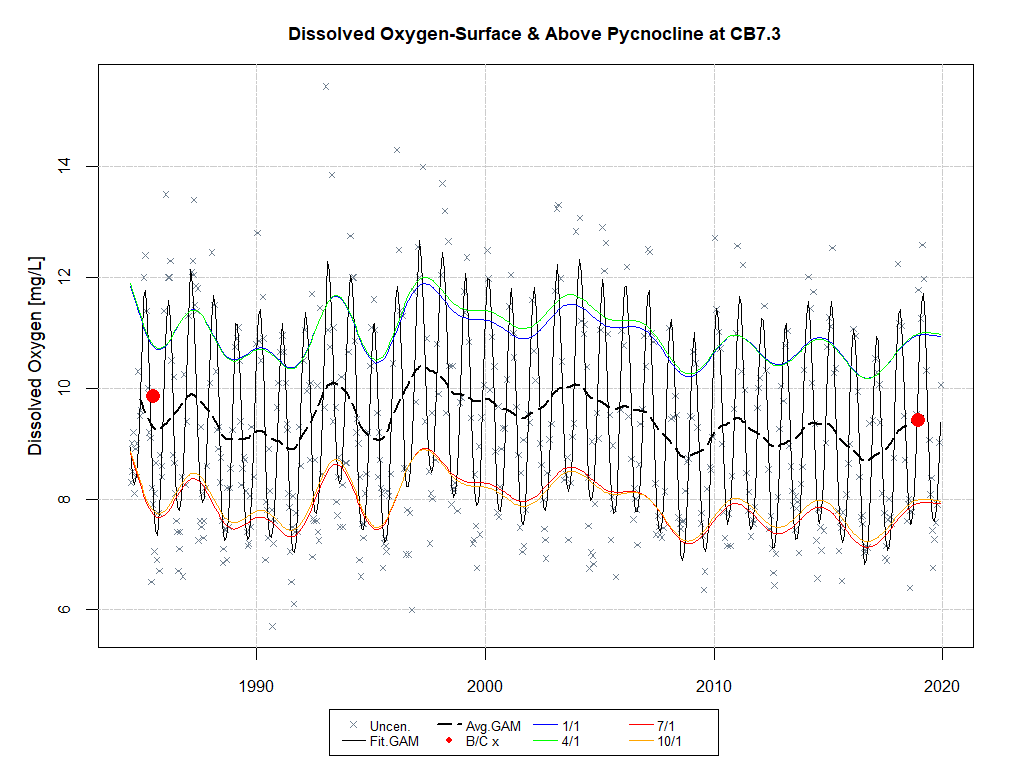 Dissolved Oxygen-Surface & Above Pycnocline at CB7.3
Dissolved Oxygen [mg/L]
14
12
10
8
6
1990 2000 2010 2020
Uncen. Avg.GAM 1/1 7/1
Fit.GAM B/C x 4/1 10/1